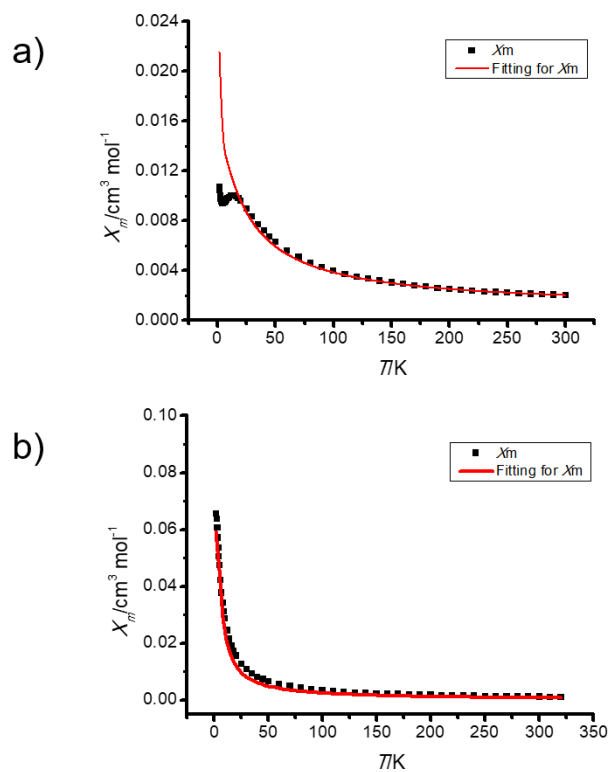 a)
0.024
0.020
0.016
0.012
0.008
0.004
0.000
Xm/cm³ mol⁻¹
Xm
Fitting for Xm
0 50 100 150 200 250 300
T/K
b)
0.10
0.08
0.06
0.04
0.02
0.00
Xm/cm³ mol⁻¹
Xm
Fitting for Xm
0 50 100 150 200 250 300 350
T/K